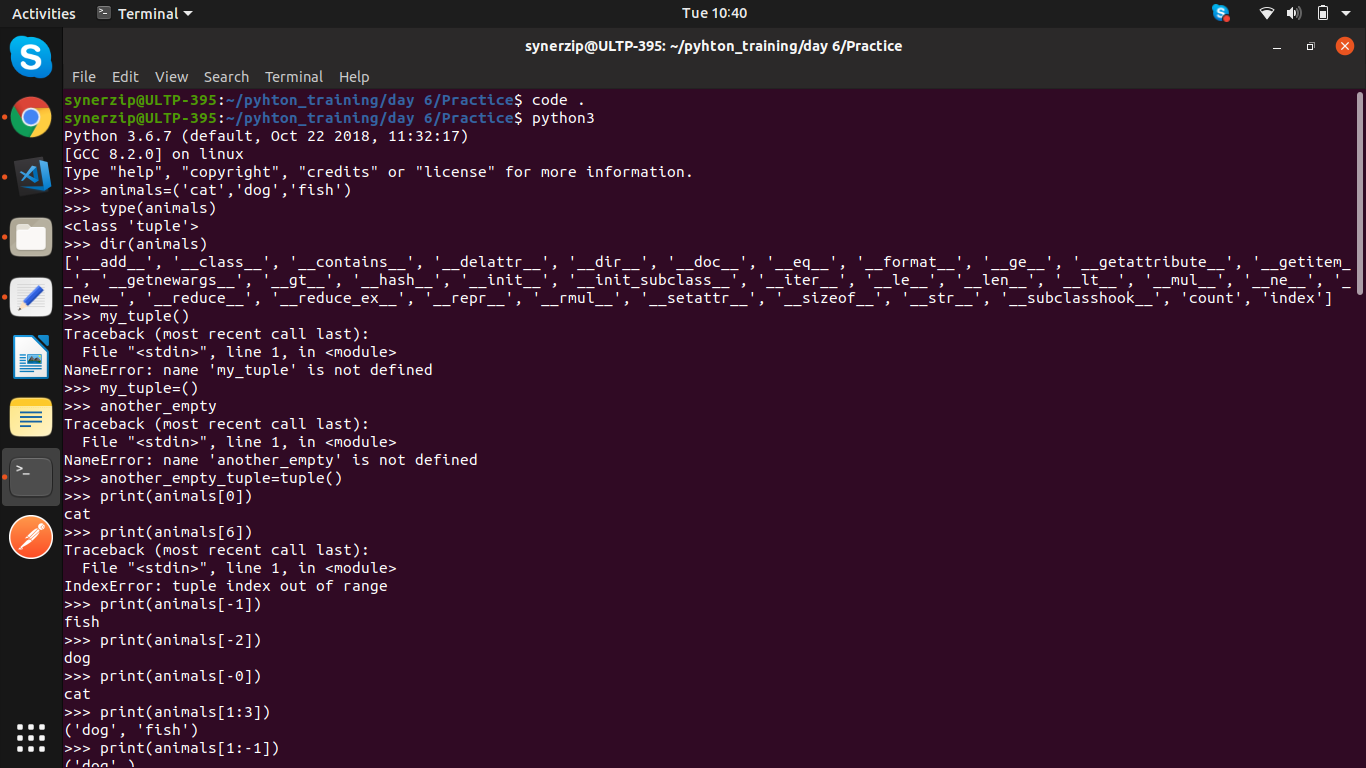 Activities Terminal Tue 10:40
synerzip@ULTP-395: ~/pyhton_training/day 6/Practice
File Edit View Search Terminal Help
synerzip@ULTP-395:~/pyhton_training/day 6/Practice$ code .
synerzip@ULTP-395:~/pyhton_training/day 6/Practice$ python3
Python 3.6.7 (default, Oct 22 2018, 11:32:17)
[GCC 8.2.0] on linux
Type "help", "copyright", "credits" or "license" for more information.
>>> animals=('cat','dog','fish')
>>> type(animals)
<class 'tuple'>
>>> dir(animals)
['__add__', '__class__', '__contains__', '__delattr__', '__dir__', '__doc__', '__eq__', '__format__', '__ge__', '__getattribute__', '__getitem_
_', '__getnewargs__', '__gt__', '__hash__', '__init__', '__init_subclass__', '__iter__', '__le__', '__len__', '__lt__', '__mul__', '__ne__', '_
_new__', '__reduce__', '__reduce_ex__', '__repr__', '__rmul__', '__setattr__', '__sizeof__', '__str__', '__subclasshook__', 'count', 'index']
>>> my_tuple()
Traceback (most recent call last):
  File "<stdin>", line 1, in <module>
NameError: name 'my_tuple' is not defined
>>> my_tuple=()
>>> another_empty
Traceback (most recent call last):
  File "<stdin>", line 1, in <module>
NameError: name 'another_empty' is not defined
>>> another_empty_tuple=tuple()
>>> print(animals[0])
cat
>>> print(animals[6])
Traceback (most recent call last):
  File "<stdin>", line 1, in <module>
IndexError: tuple index out of range
>>> print(animals[-1])
fish
>>> print(animals[-2])
dog
>>> print(animals[-0])
cat
>>> print(animals[1:3])
('dog', 'fish')
>>> print(animals[1:-1])
('dog',)